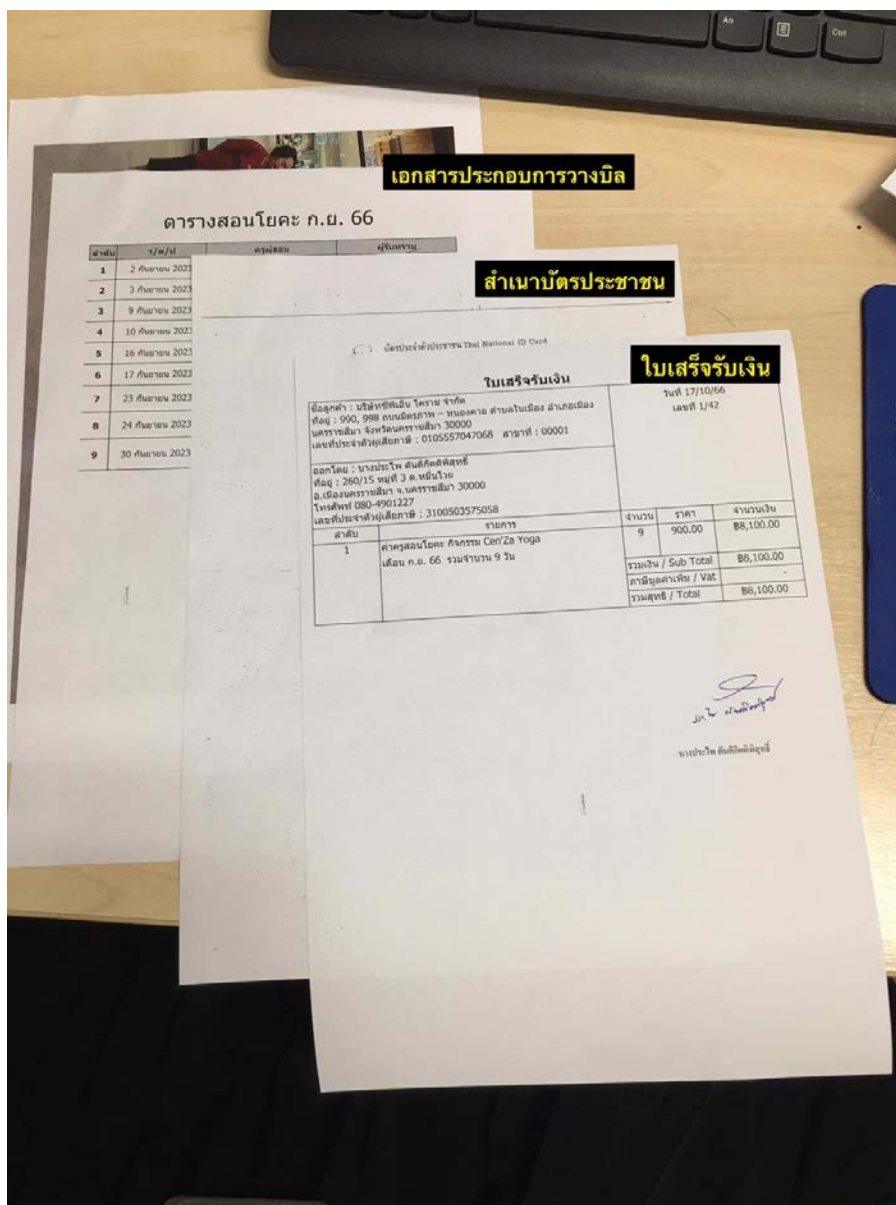 Alt
Ctrl
เอกสารประกอบการวางบิล
ตารางสอนโยคะ ก.ย. 66
ลำดับ ว/ด/ป ครูผู้สอน ผู้รับทราบ
1 2 กันยายน 2023
2 3 กันยายน 2023
3 9 กันยายน 2023
4 10 กันยายน 2023
5 16 กันยายน 2023
6 17 กันยายน 2023
7 23 กันยายน 2023
8 24 กันยายน 2023
9 30 กันยายน 2023
สำเนาบัตรประชาชน
บัตรประจำตัวประชาชน Thai National ID Card
ใบเสร็จรับเงิน
ใบเสร็จรับเงิน
ชื่อลูกค้า : บริษัทซีพีเอ็น โคราช จำกัด
ที่อยู่ : 990, 998 ถนนมิตรภาพ – หนองคาย ตำบลในเมือง อำเภอเมือง
นครราชสีมา จังหวัดนครราชสีมา 30000
เลขที่ประจำตัวผู้เสียภาษี : 0105557047068 สาขาที่ : 00001
วันที่ 17/10/66
เลขที่ 1/42
ออกโดย : นางประไพ ตันติกิตติพิสุทธิ์
ที่อยู่ : 260/15 หมู่ที่ 3 ต.หมื่นไวย
อ.เมืองนครราชสีมา จ.นครราชสีมา 30000
โทรศัพท์ 080-4901227
เลขที่ประจำตัวผู้เสียภาษี : 3100503575058
ลำดับ รายการ จำนวน ราคา จำนวนเงิน
1 ค่าครูสอนโยคะ กิจกรรม Cen'Za Yoga 9 900.00 ฿8,100.00
เดือน ก.ย. 66 รวมจำนวน 9 วัน
รวมเงิน / Sub Total ฿8,100.00
ภาษีมูลค่าเพิ่ม / Vat -
รวมสุทธิ / Total ฿8,100.00
นางประไพ ตันติกิตติพิสุทธิ์